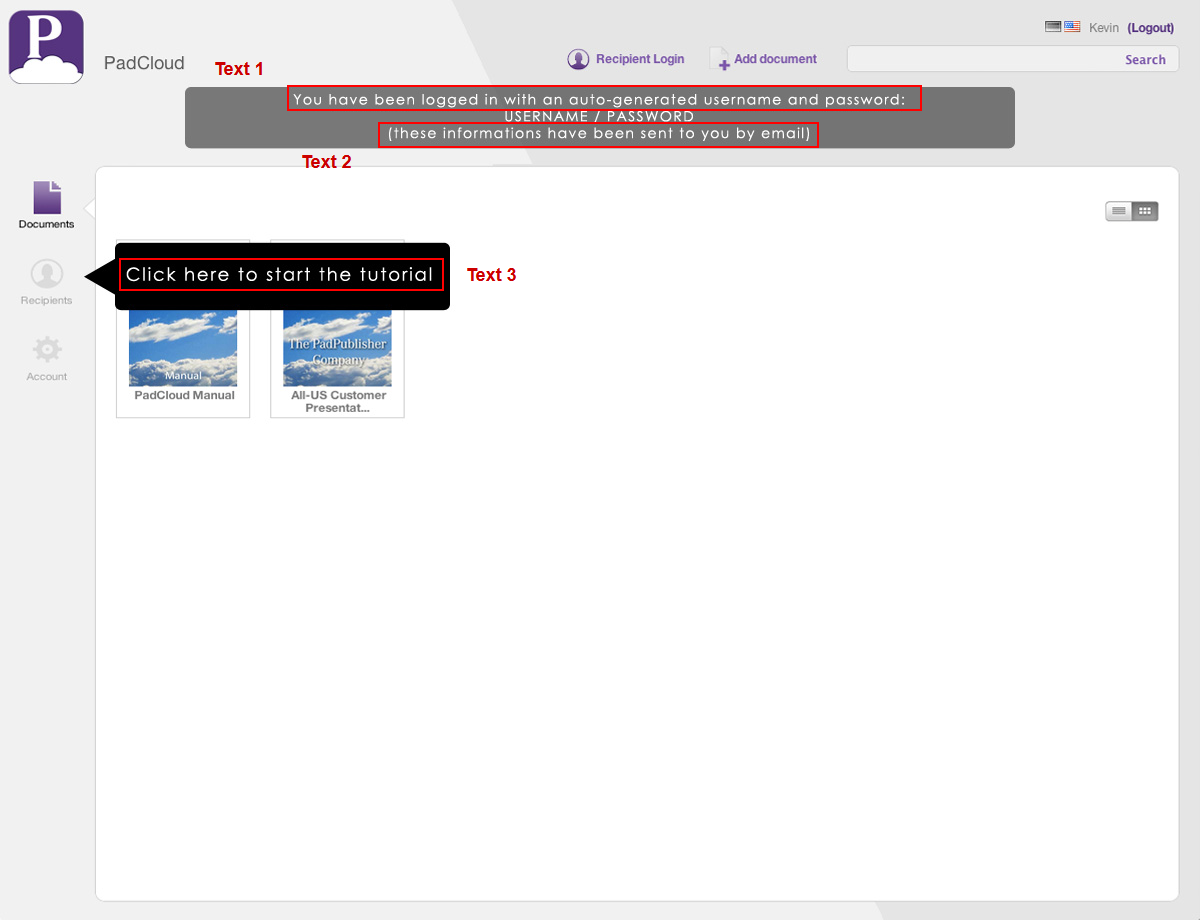 P
PadCloud
Text 1
Recipient Login
Add document
Kevin (Logout)
Search
You have been logged in with an auto-generated username and password:
USERNAME / PASSWORD
(these informations have been sent to you by email)
Text 2
Documents
Recipients
Account
Click here to start the tutorial
Text 3
Manual
PadCloud Manual
The PadPublisher
Company
All-US Customer
Presentat...